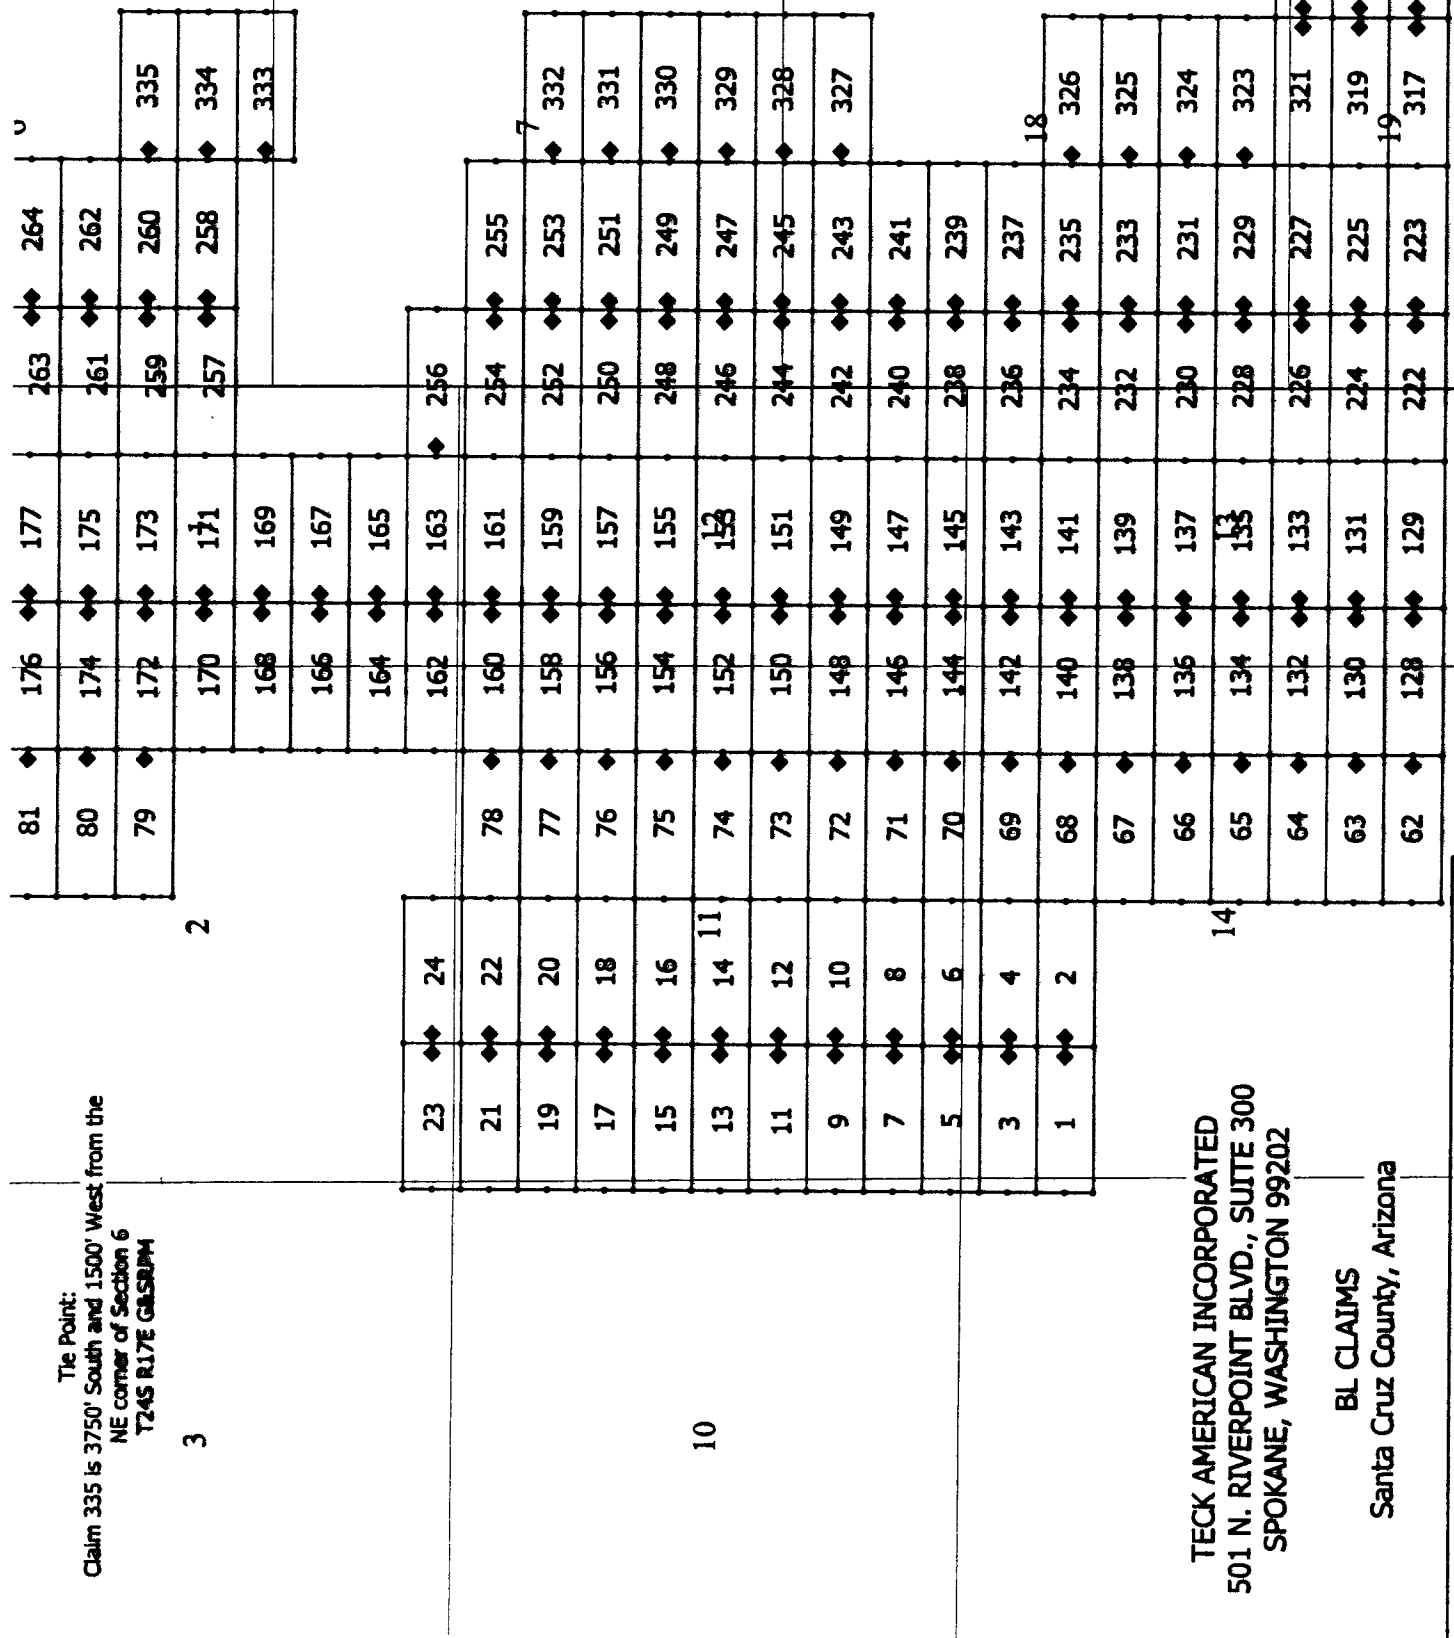 Tie Point:
Claim 335 is 3750' South and 1500' West from the
NE corner of Section 6
T24S R17E G&SRPM
81 176 177 263 264
80 174 175 261 262
79 172 173 259 260 335
3 2 1
170 171 257 258 334
168 169 333
166 167
164 165
23 24 162 163 256
21 22 78 160 161 254 255
7
19 20 77 158 159 252 253 332
17 18 76 156 157 250 251 331
15 16 75 154 155 248 249 330
10 11 12
13 14 74 152 153 246 247 329
11 12 73 150 151 244 245 328
9 10 72 148 149 242 243 327
7 8 71 146 147 240 241
5 6 70 144 145 238 239
3 4 69 142 143 236 237
18
1 2 68 140 141 234 235 326
67 138 139 232 233 325
66 136 137 230 231 324
14 13
65 134 135 228 229 323
64 132 133 226 227 321
63 130 131 224 225 319
19
62 128 129 222 223 317
TECK AMERICAN INCORPORATED
501 N. RIVERPOINT BLVD., SUITE 300
SPOKANE, WASHINGTON 99202
BL CLAIMS
Santa Cruz County, Arizona